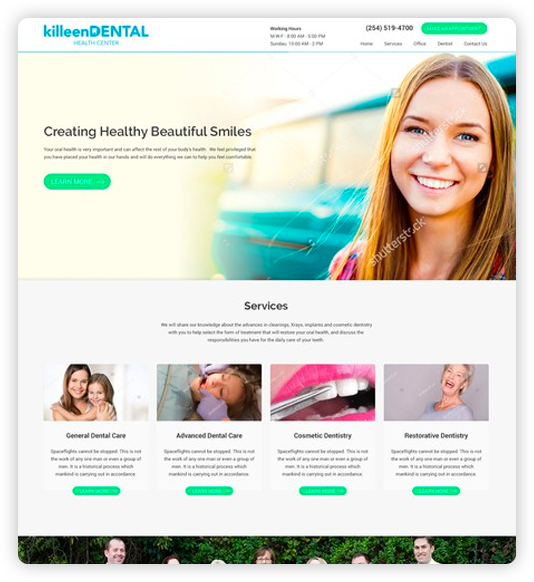 killeenDENTAL
HEALTH CENTER
Working Hours
M-W-F : 8:00 AM - 5:00 PM
Sunday: 10:00 AM - 2 PM
(254) 519-4700
MAKE AN APPOINTMENT
Home Services Office Dentist Contact Us
Creating Healthy Beautiful Smiles
Your oral health is very important and can affect the rest of your body's health. We feel privileged that
you have placed your health in our hands and will do everything we can to help you feel comfortable.
LEARN MORE
shutterstock
Services
We will share our knowledge about the advances in cleanings, Xrays, implants and cosmetic dentistry
with you to help select the form of treatment that will restore your oral health, and discuss the
responsibilities you have for the daily care of your teeth.
General Dental Care
Spaceflights cannot be stopped. This is not
the work of any one man or even a group of
men. It is a historical process which
mankind is carrying out in accordance.
LEARN MORE
Advanced Dental Care
Spaceflights cannot be stopped. This is not
the work of any one man or even a group of
men. It is a historical process which
mankind is carrying out in accordance.
LEARN MORE
Cosmetic Dentistry
Spaceflights cannot be stopped. This is not
the work of any one man or even a group of
men. It is a historical process which
mankind is carrying out in accordance.
LEARN MORE
Restorative Dentistry
Spaceflights cannot be stopped. This is not
the work of any one man or even a group of
men. It is a historical process which
mankind is carrying out in accordance.
LEARN MORE